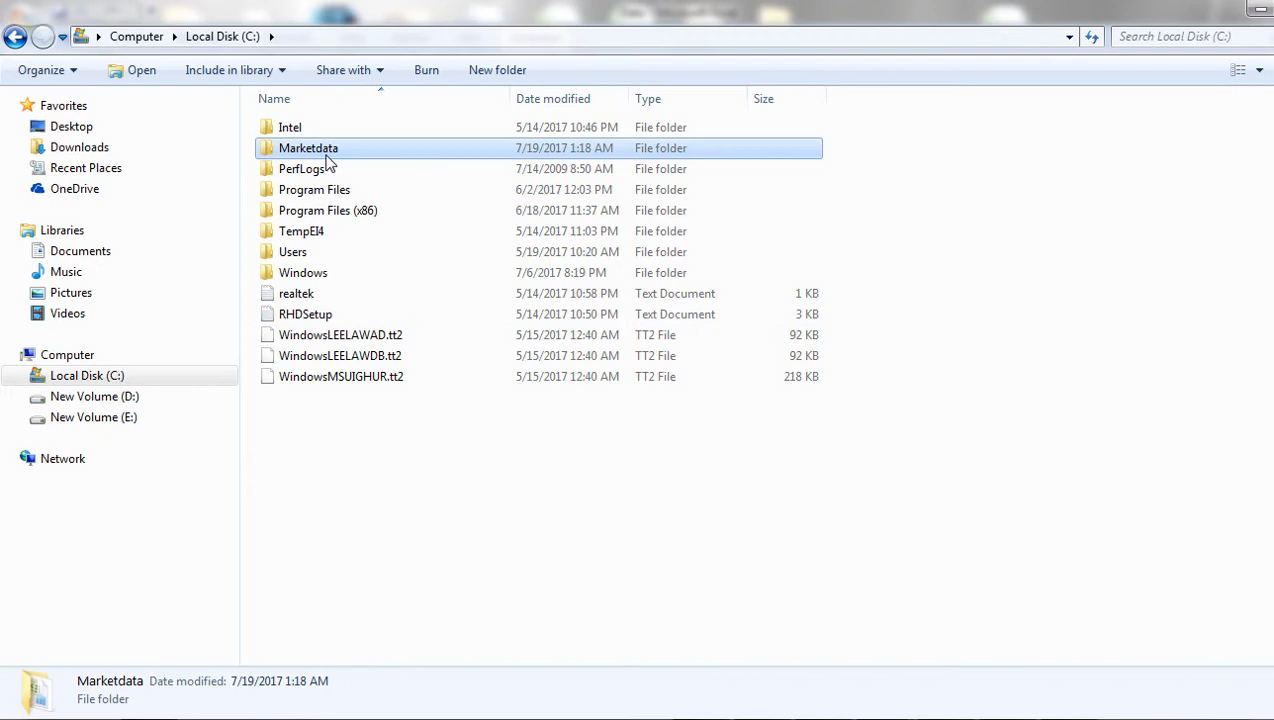 Computer Local Disk (C:) Search Local Disk (C:)
Organize Open Include in library Share with Burn New folder
Favorites
Desktop
Downloads
Recent Places
OneDrive
Libraries
Documents
Music
Pictures
Videos
Computer
Local Disk (C:)
New Volume (D:)
New Volume (E:)
Network
Name Date modified Type Size
Intel 5/14/2017 10:46 PM File folder
Marketdata 7/19/2017 1:18 AM File folder
PerfLogs 7/14/2009 8:50 AM File folder
Program Files 6/2/2017 12:03 PM File folder
Program Files (x86) 6/18/2017 11:37 AM File folder
TempEI4 5/14/2017 11:03 PM File folder
Users 5/19/2017 10:20 AM File folder
Windows 7/6/2017 8:19 PM File folder
realtek 5/14/2017 10:58 PM Text Document 1 KB
RHDSetup 5/14/2017 10:50 PM Text Document 3 KB
WindowsLEELAWAD.tt2 5/15/2017 12:40 AM TT2 File 92 KB
WindowsLEELAWDB.tt2 5/15/2017 12:40 AM TT2 File 92 KB
WindowsMSUIGHUR.tt2 5/15/2017 12:40 AM TT2 File 218 KB
Marketdata Date modified: 7/19/2017 1:18 AM
File folder